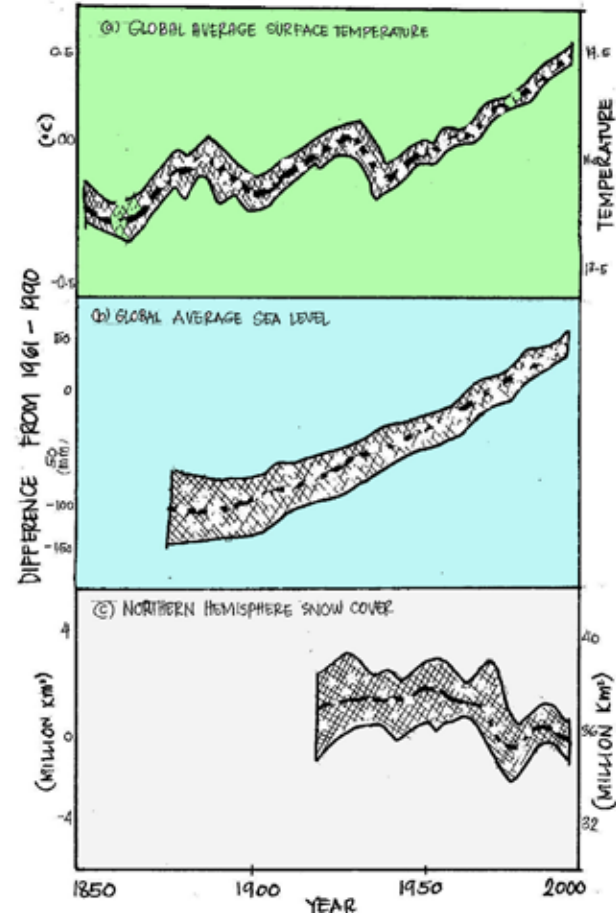 (a) GLOBAL AVERAGE SURFACE TEMPERATURE
0.5
0.0
-0.5
(°C)
14.5
13.5
TEMPERATURE
DIFFERENCE FROM 1961 - 1990
(b) GLOBAL AVERAGE SEA LEVEL
50
0
50
(mm)
-100
-150
(c) NORTHERN HEMISPHERE SNOW COVER
4
0
-4
(MILLION KM²)
40
36
32
(MILLION KM²)
1850
1900
1950
2000
YEAR